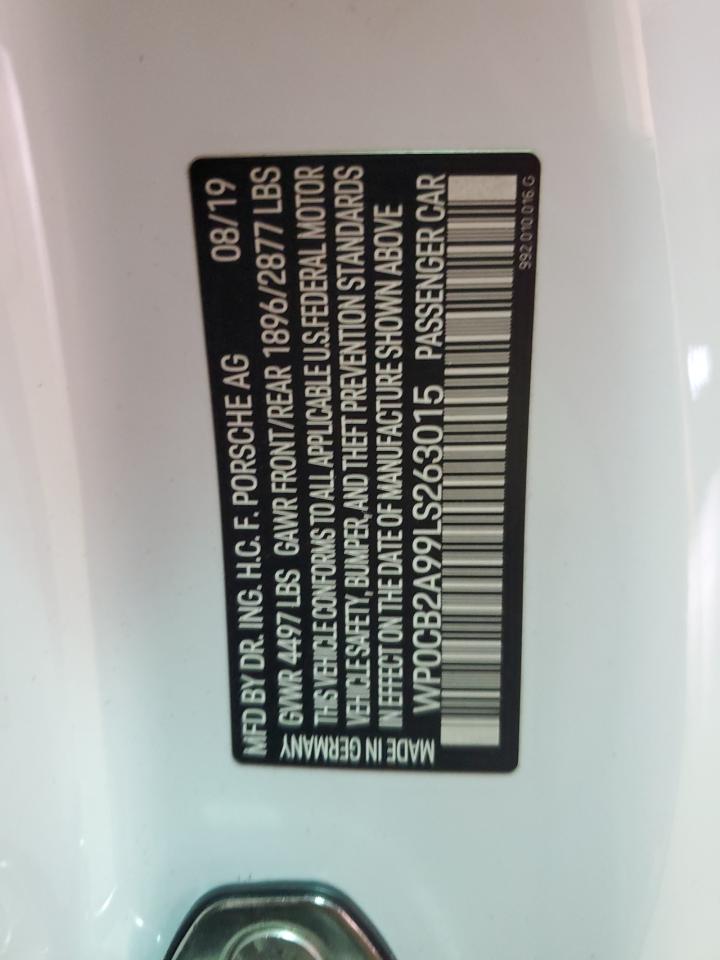 MFD BY DR. ING. H.C. F. PORSCHE AG 08/19
GVWR 4497 LBS GAWR FRONT/REAR 1896/2877 LBS
THIS VEHICLE CONFORMS TO ALL APPLICABLE U.S. FEDERAL MOTOR
VEHICLE SAFETY, BUMPER, AND THEFT PREVENTION STANDARDS
IN EFFECT ON THE DATE OF MANUFACTURE SHOWN ABOVE
WP0CB2A99LS263015 PASSENGER CAR
MADE IN GERMANY
992 010 016 G